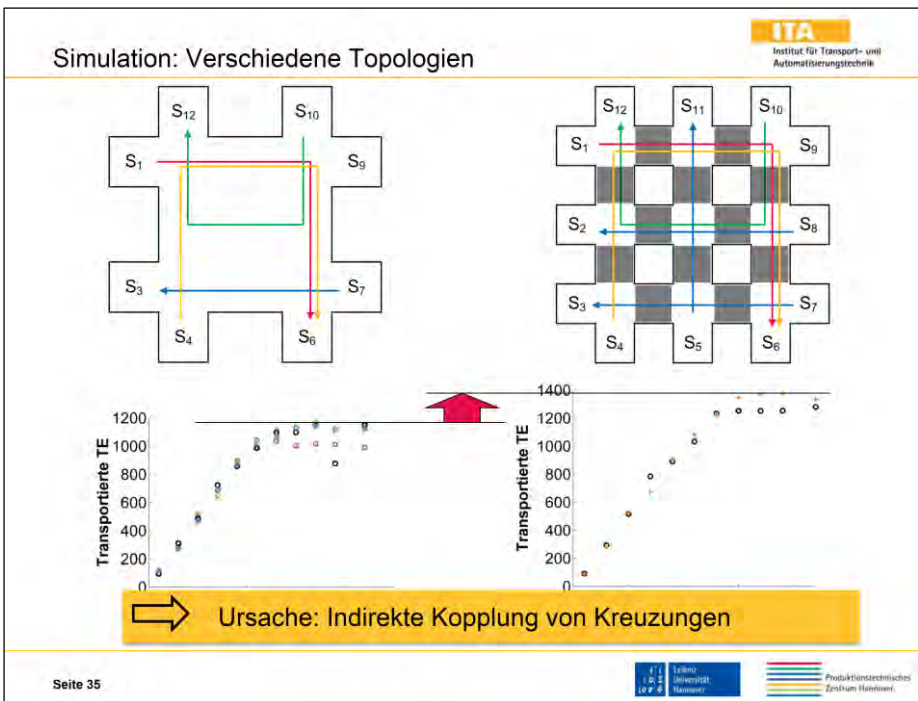 Simulation: Verschiedene Topologien
ITA
Institut für Transport- und
Automatisierungstechnik
S12 S10
S1 S9
S3 S7
S4 S6
S12 S11 S10
S1 S9
S2 S8
S3 S7
S4 S5 S6
Transportierte TE
1200
1000
800
600
400
200
0
Transportierte TE
1400
1200
1000
800
600
400
200
0
Ursache: Indirekte Kopplung von Kreuzungen
Seite 35
Leibniz
Universität
Hannover
Produktionstechnisches
Zentrum Hannover